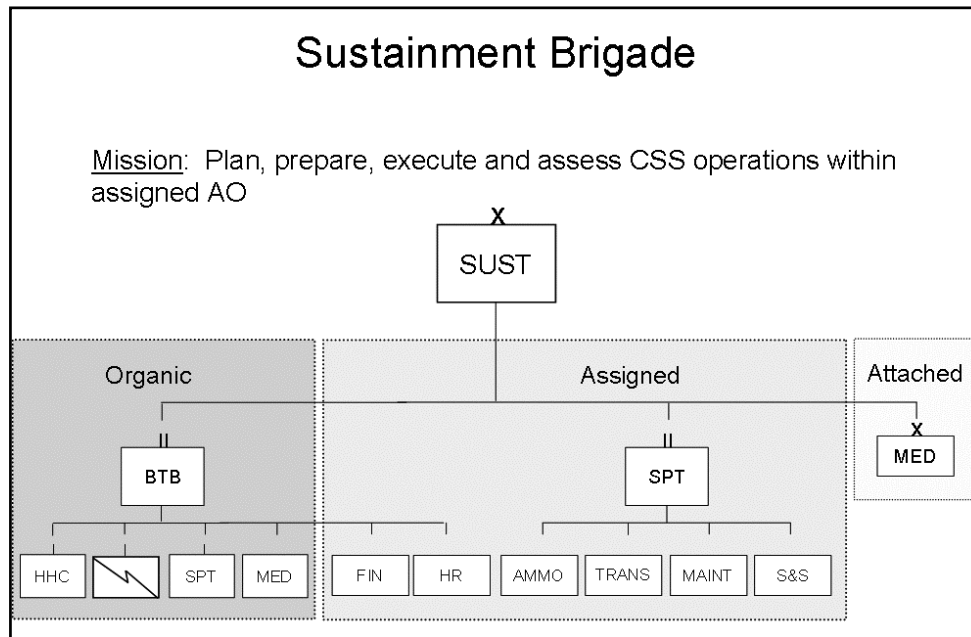 Sustainment Brigade
Mission: Plan, prepare, execute and assess CSS operations within
assigned AO
X
SUST
Organic
Assigned
Attached
II
BTB
II
SPT
X
MED
I
I
I
I
I
I
I
I
I
I
HHC
SPT
MED
FIN
HR
AMMO
TRANS
MAINT
S&S